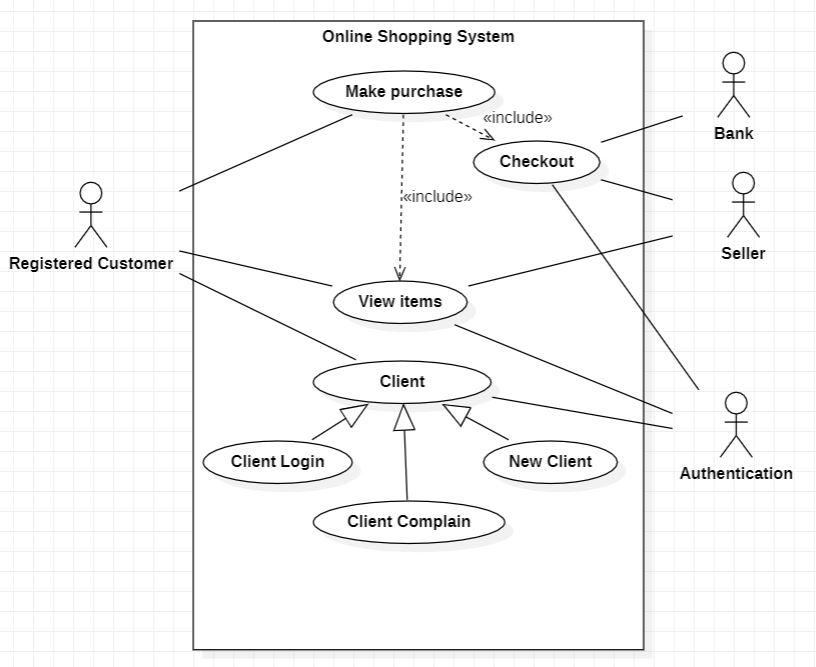 Online Shopping System
Make purchase
«include»
Bank
Checkout
«include»
Registered Customer
Seller
View items
Client
Client Login
New Client
Authentication
Client Complain